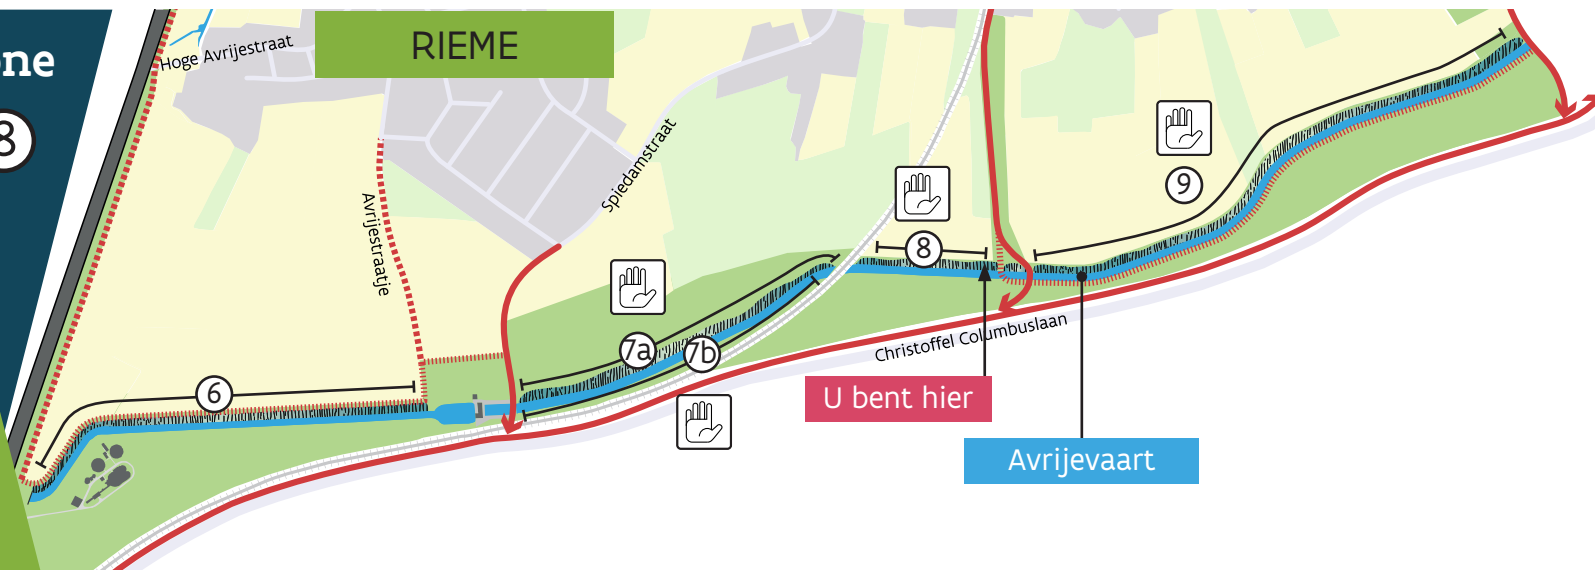 ne
8
Hoge Avrijestraat
RIEME
Avrijestraatje
Spiedamstraat
9
8
7a
7b
6
Christoffel Columbuslaan
U bent hier
Avrijevaart